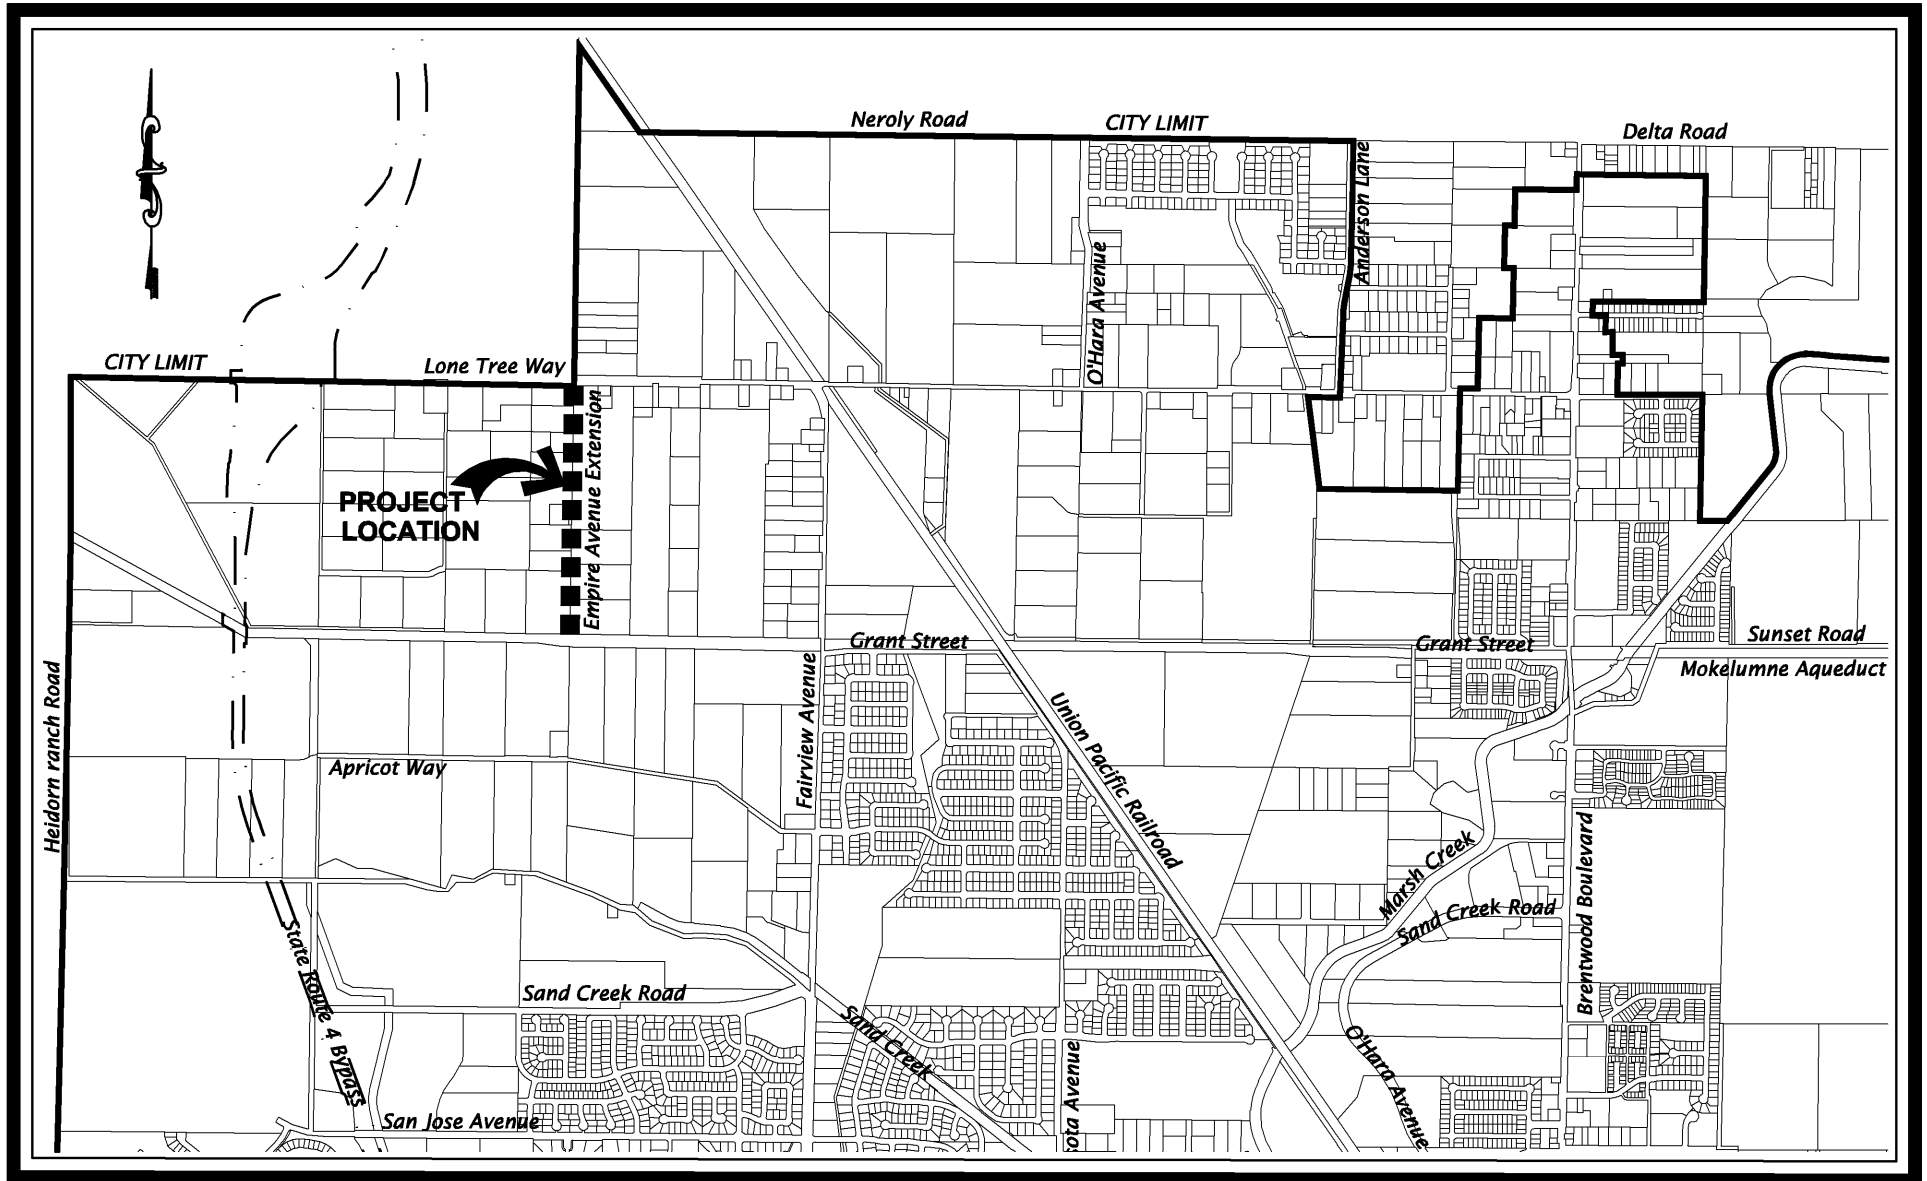 Neroly Road
CITY LIMIT
Delta Road
Anderson Lane
O'Hara Avenue
CITY LIMIT
Lone Tree Way
Empire Avenue Extension
PROJECT
LOCATION
Grant Street
Grant Street
Sunset Road
Mokelumne Aqueduct
Heidorn ranch Road
Fairview Avenue
Union Pacific Railroad
Apricot Way
Marsh Creek
Sand Creek Road
Brentwood Boulevard
State Route 4 Bypass
Sand Creek Road
Sand Creek
O'Hara Avenue
San Jose Avenue
ota Avenue